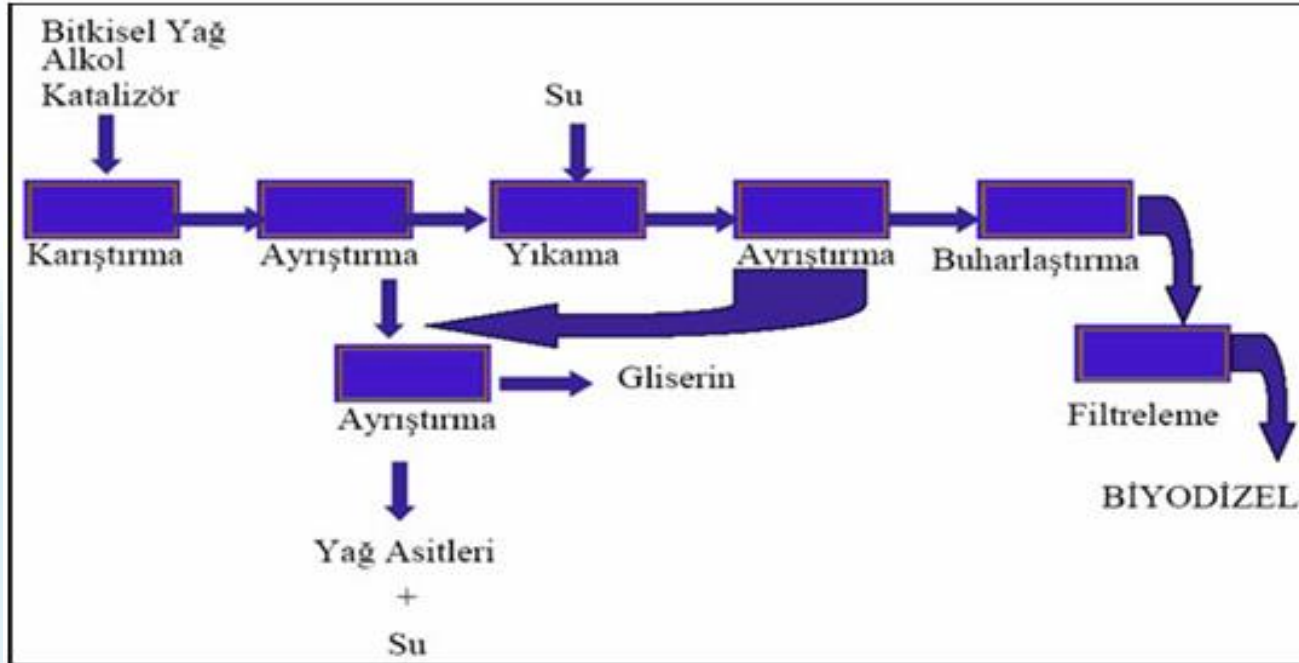 Bitkisel Yağ
Alkol
Katalizör
Su
Karıştırma
Ayrıştırma
Yıkama
Ayrıştırma
Buharlaştırma
Gliserin
Ayrıştırma
Filtreleme
BİYODİZEL
Yağ Asitleri
+
Su